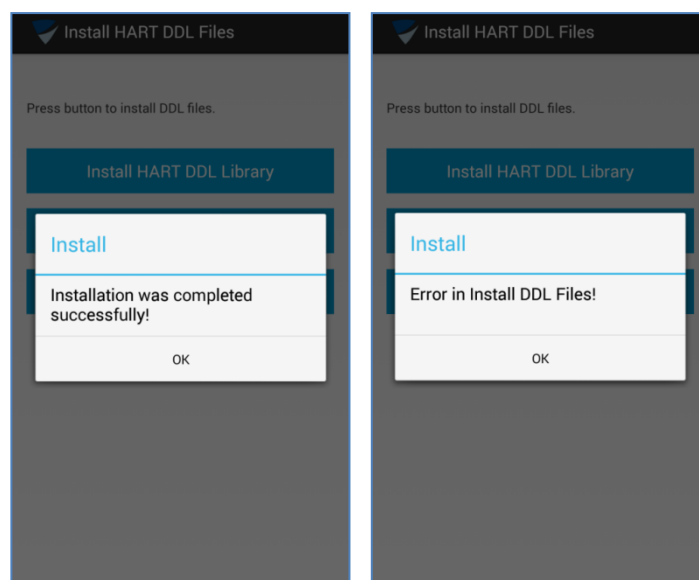 Install HART DDL Files
Press button to install DDL files.
Install HART DDL Library
Install
Installation was completed
successfully!
OK
Install HART DDL Files
Press button to install DDL files.
Install HART DDL Library
Install
Error in Install DDL Files!
OK